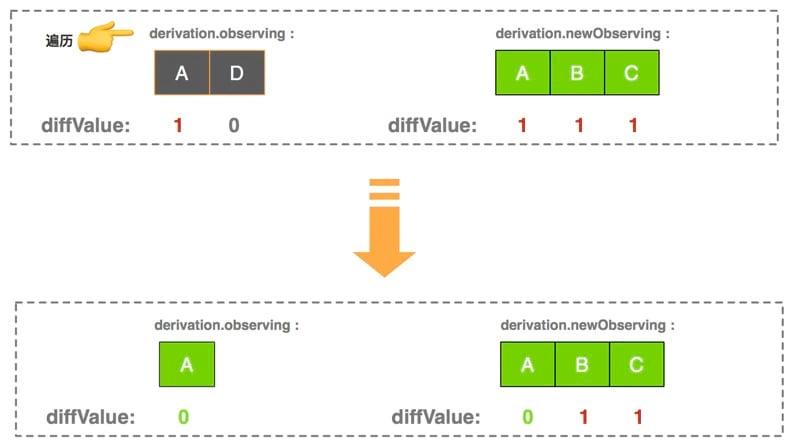 遍历 derivation.observing : derivation.newObserving :
A D A B C
diffValue: 1 0 diffValue: 1 1 1
derivation.observing : derivation.newObserving :
A A B C
diffValue: 0 diffValue: 0 1 1